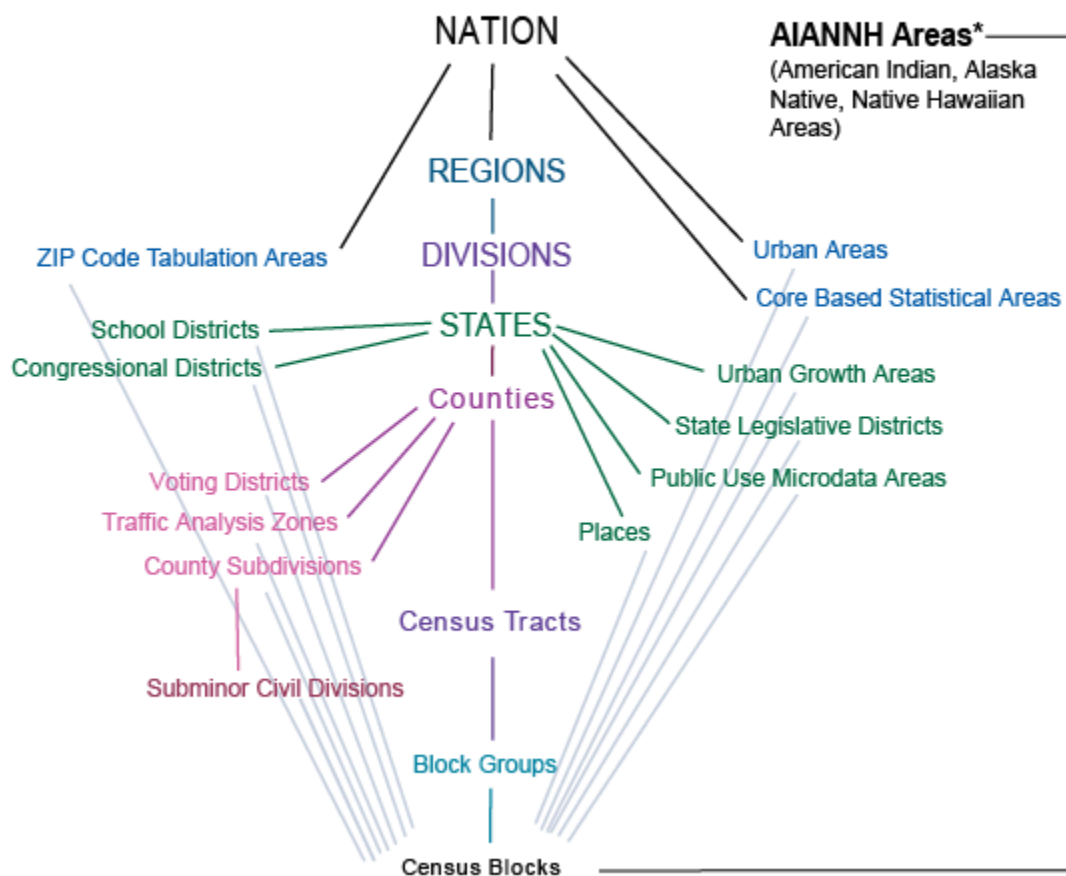 NATION
AIANNH Areas*
(American Indian, Alaska
Native, Native Hawaiian
Areas)
REGIONS
ZIP Code Tabulation Areas
DIVISIONS
Urban Areas
Core Based Statistical Areas
School Districts
STATES
Congressional Districts
Urban Growth Areas
Counties
State Legislative Districts
Voting Districts
Public Use Microdata Areas
Traffic Analysis Zones
Places
County Subdivisions
Census Tracts
Subminor Civil Divisions
Block Groups
Census Blocks